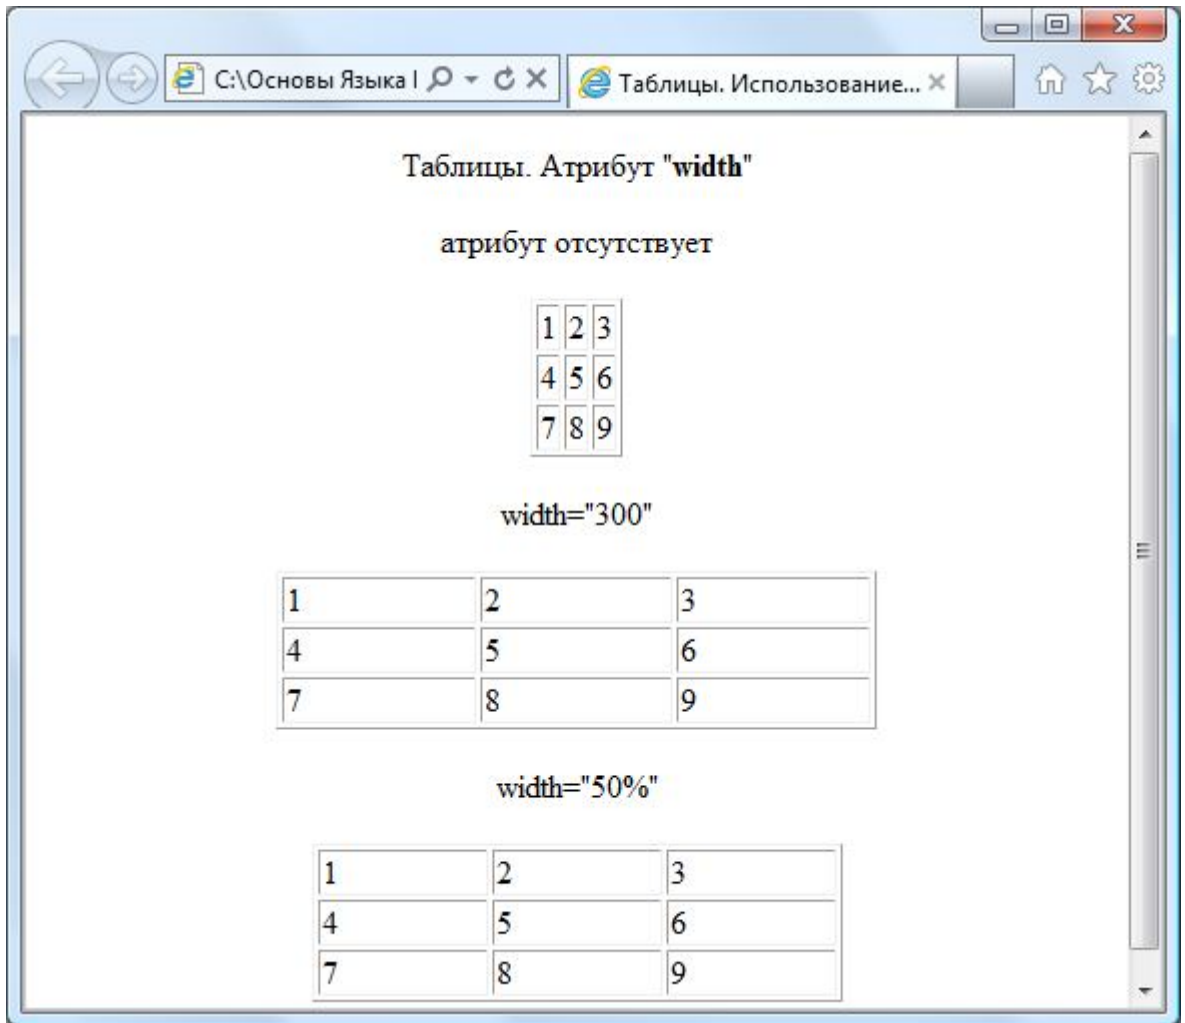 C:\Основы Языка
Таблицы. Использование...
Таблицы. Атрибут "width"
атрибут отсутствует
1 2 3
4 5 6
7 8 9
width="300"
1 2 3
4 5 6
7 8 9
width="50%"
1 2 3
4 5 6
7 8 9